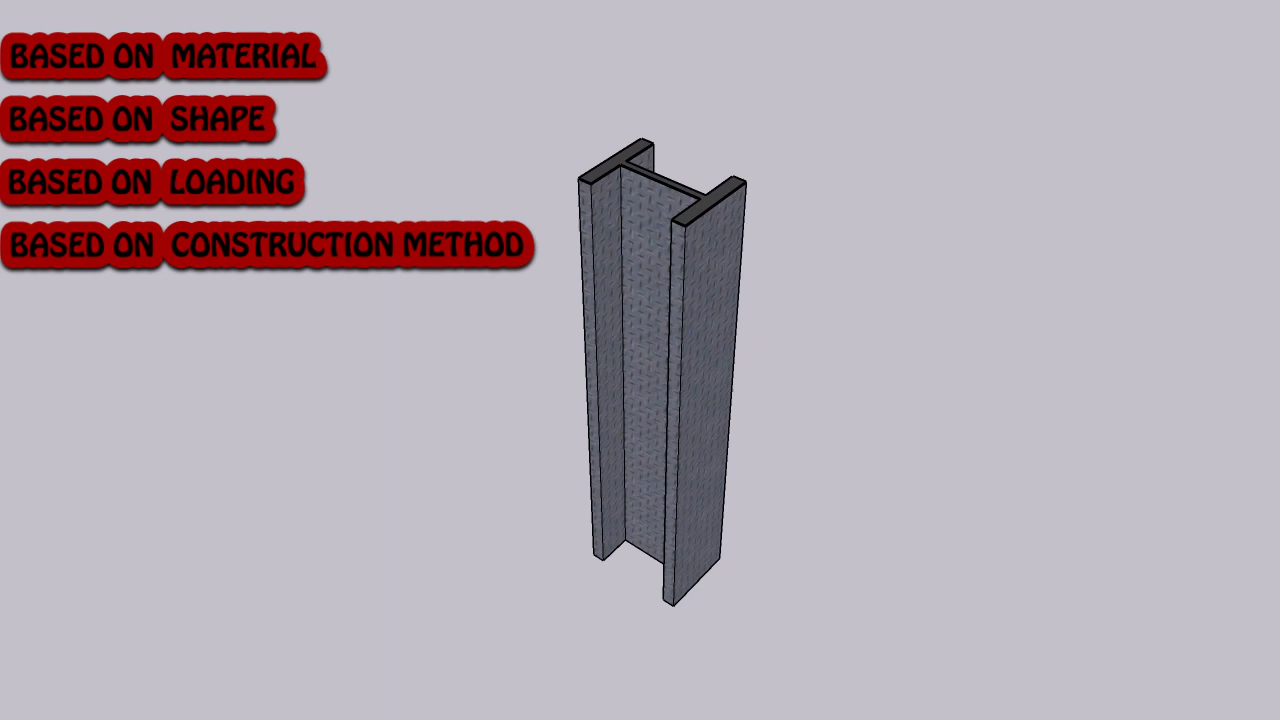 BASED ON MATERIAL
BASED ON SHAPE
BASED ON LOADING
BASED ON CONSTRUCTION METHOD